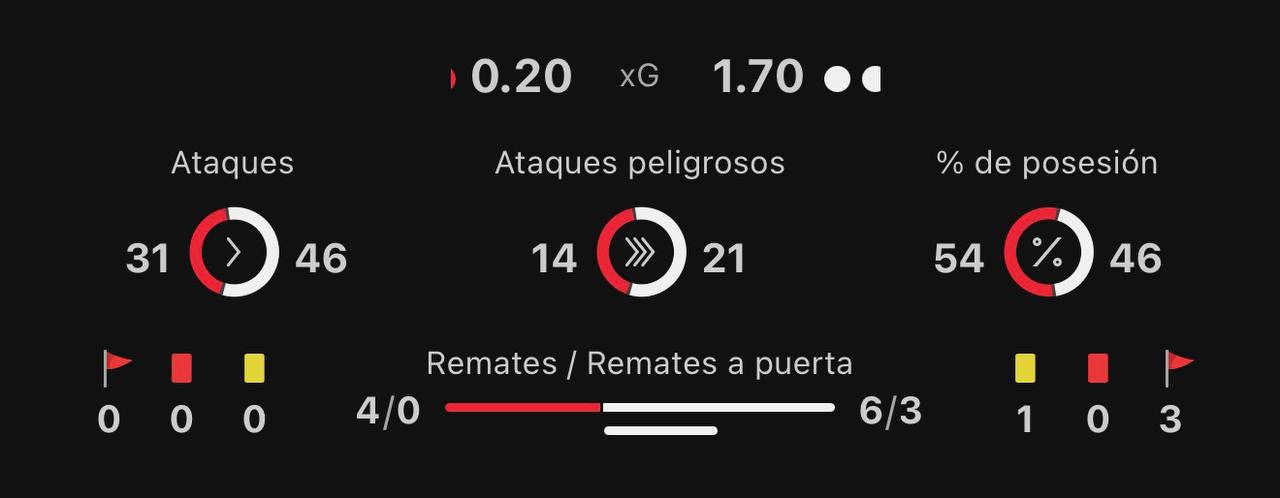 0.20 xG 1.70
Ataques Ataques peligrosos % de posesión
31 46 14 21 54 % 46
Remates / Remates a puerta
4/0 6/3
0 0 0 1 0 3